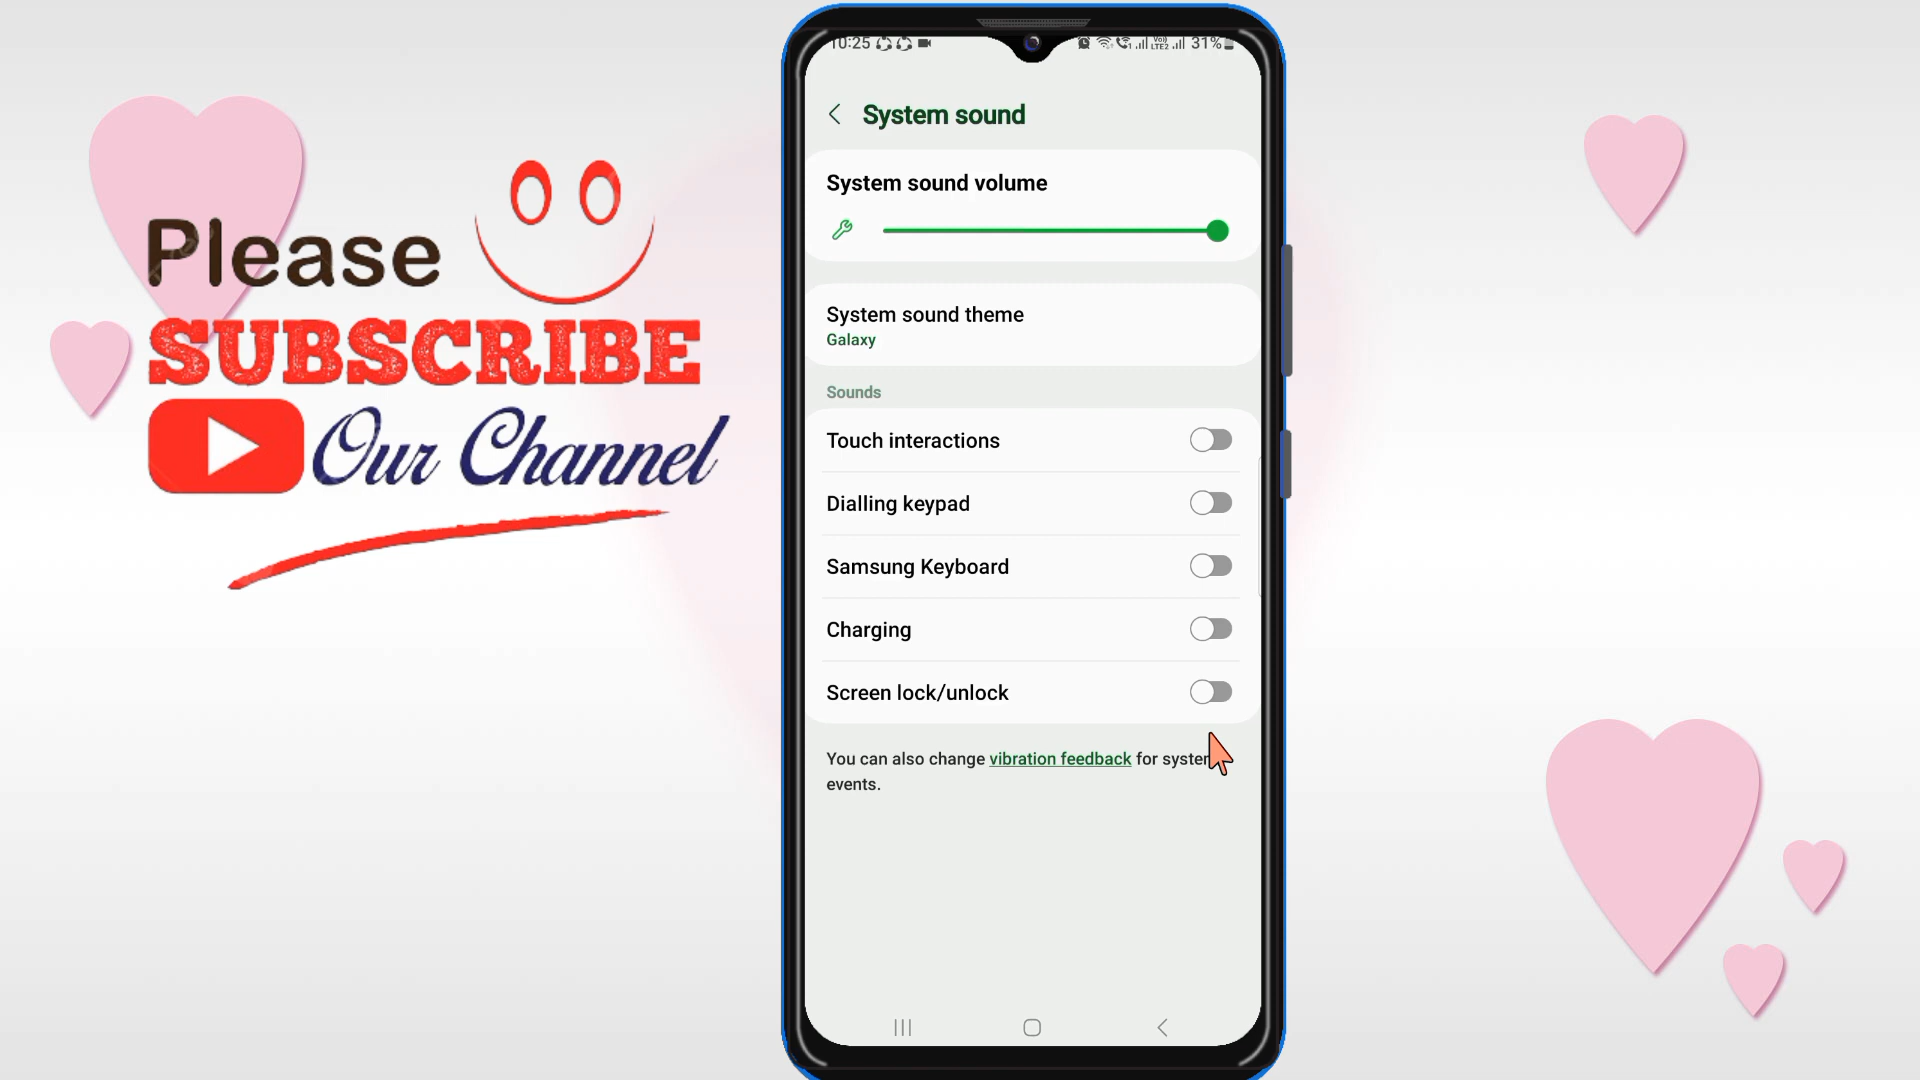 Please
SUBSCRIBE
Our Channel
10:25
31%
System sound
System sound volume
System sound theme
Galaxy
Sounds
Touch interactions
Dialling keypad
Samsung Keyboard
Charging
Screen lock/unlock
You can also change vibration feedback for system
events.